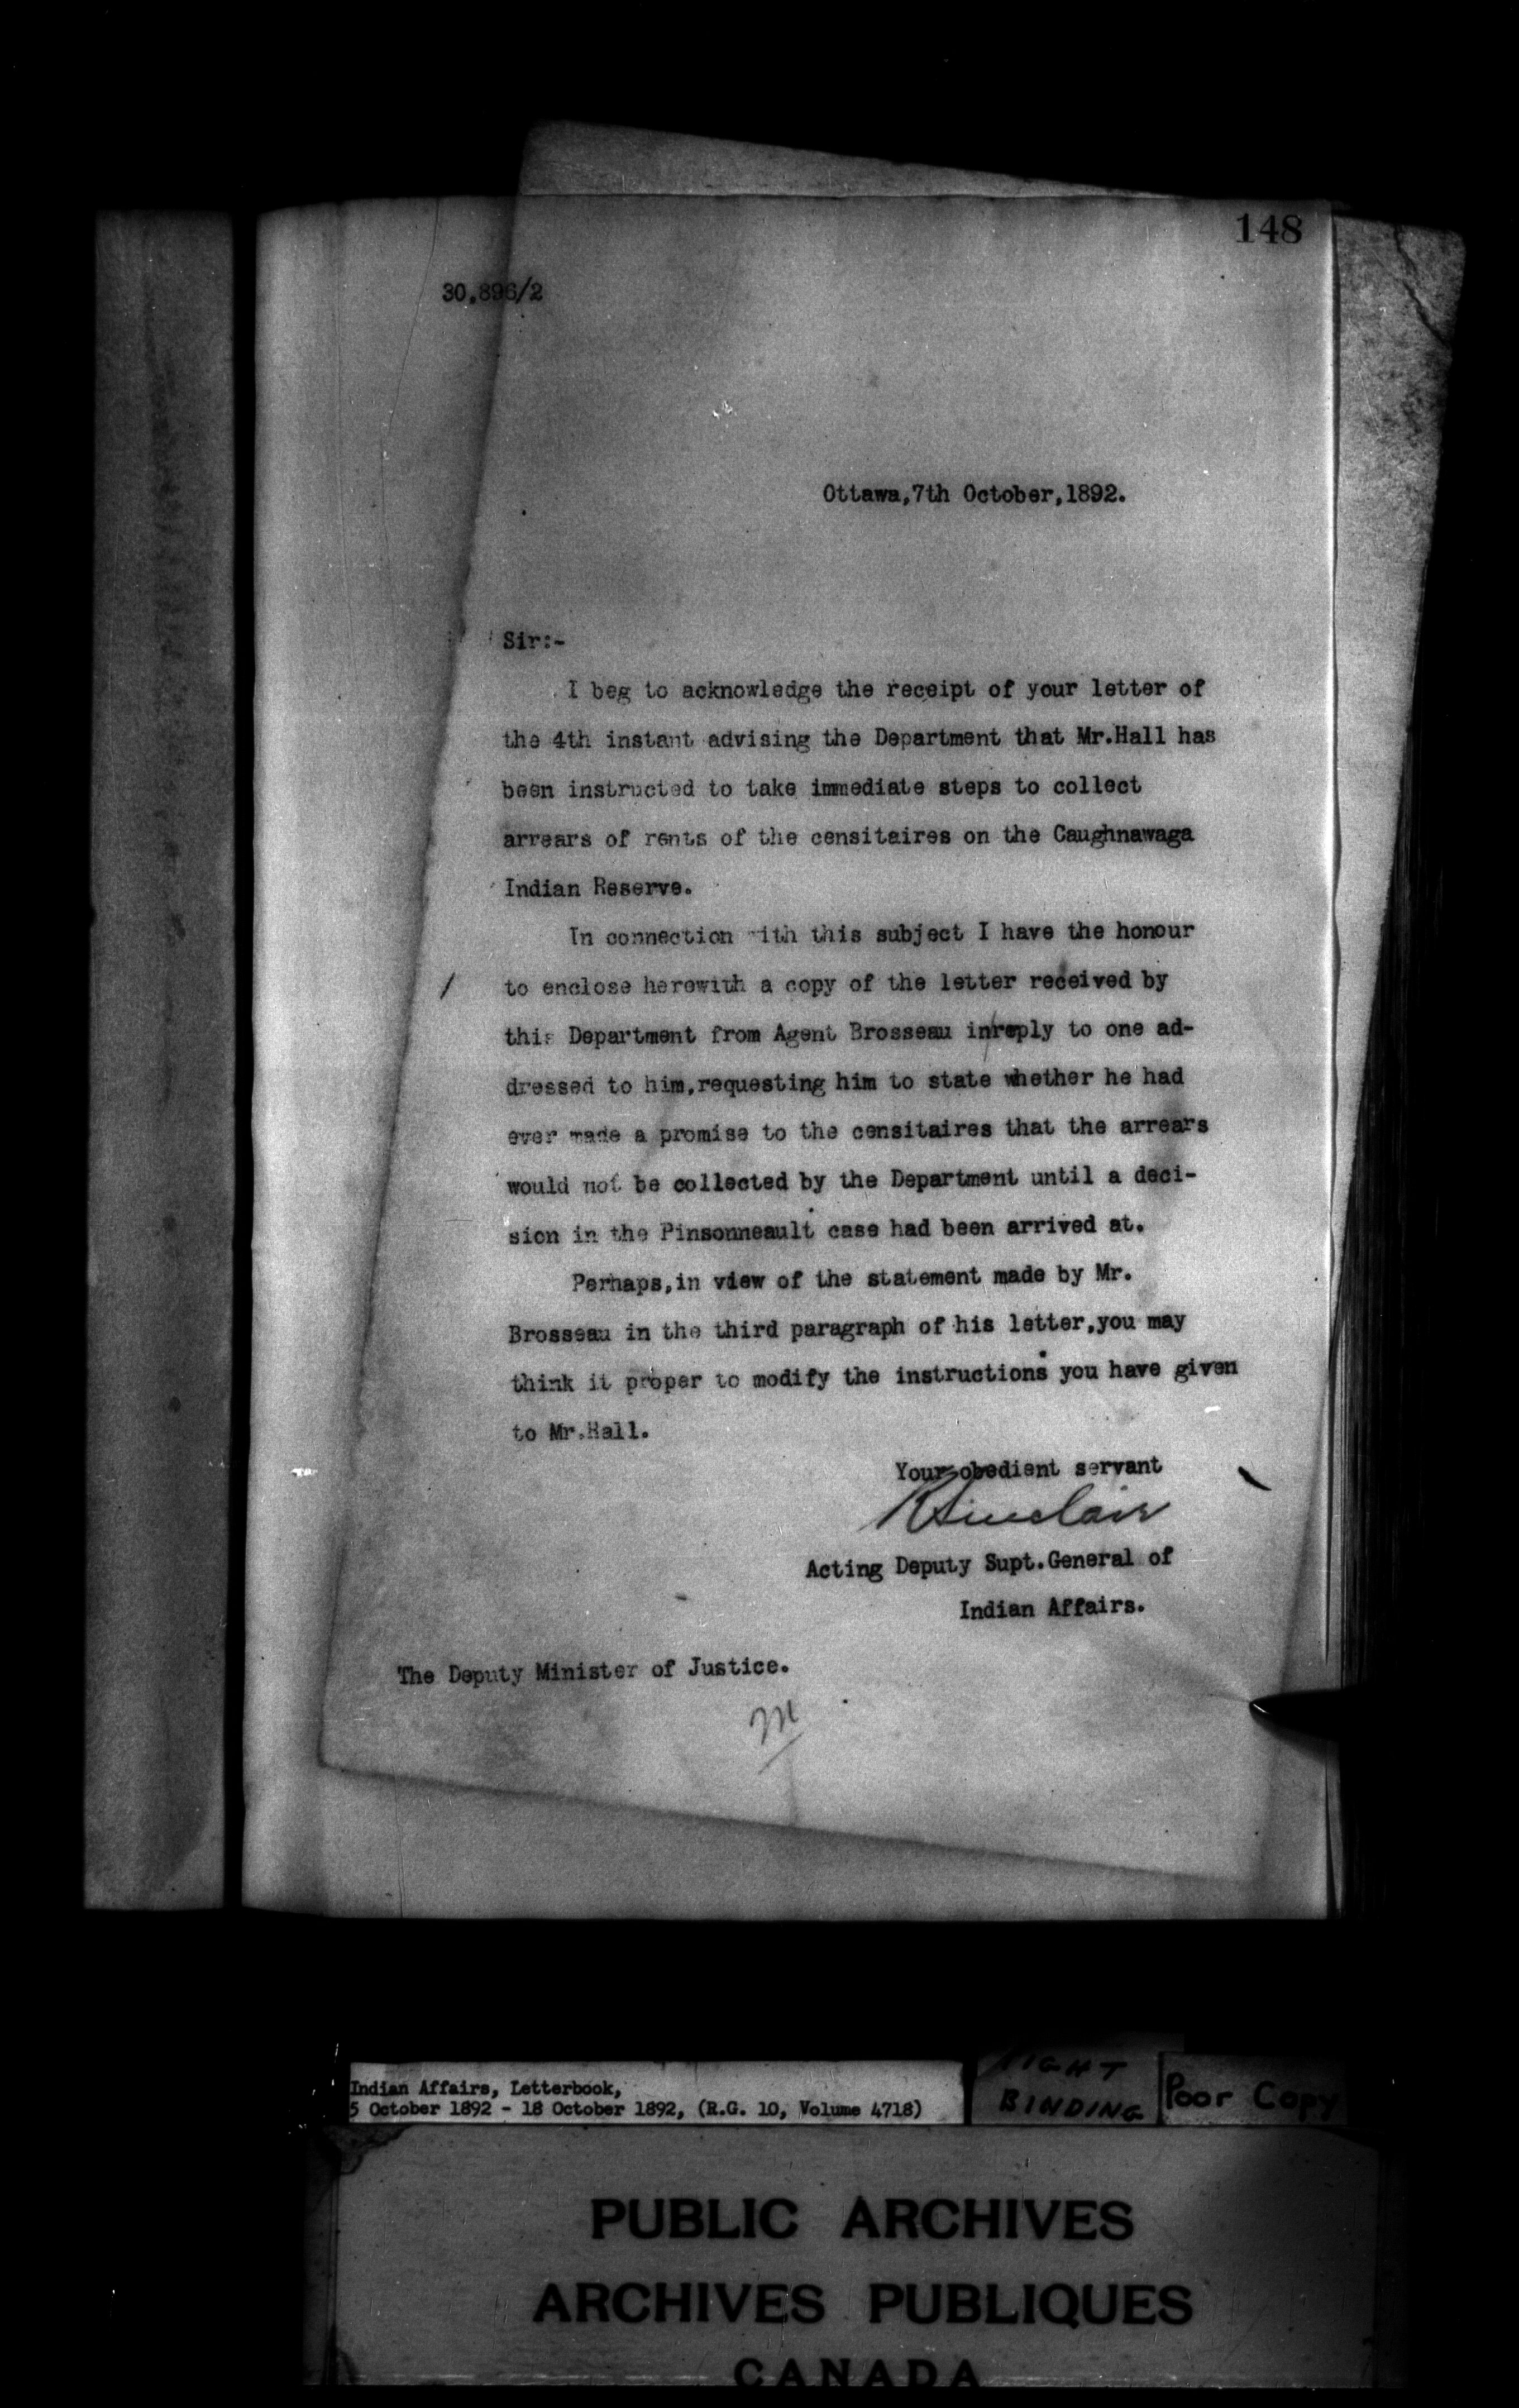 148
30,896/2
Ottawa,7th October,1892.
Sir:-
I beg to acknowledge the receipt of your letter of
the 4th instant advising the Department that Mr.Hall has
been instructed to take immediate steps to collect
arrears of rents of the censitaires on the Caughnawaga
Indian Reserve.
In connection with this subject I have the honour
to enclose herewith a copy of the letter received by
this Department from Agent Brosseau in/reply to one ad-
dressed to him,requesting him to state whether he had
ever made a promise to the censitaires that the arrears
would not be collected by the Department until a deci-
sion in the Pinsonneault case had been arrived at.
Perhaps,in view of the statement made by Mr.
Brosseau in the third paragraph of his letter,you may
think it proper to modify the instructions you have given
to Mr.Hall.
Your obedient servant
R Sinclair
Acting Deputy Supt.General of
Indian Affairs.
The Deputy Minister of Justice.
M
Indian Affairs, Letterbook,
5 October 1892 - 18 October 1892, (R.G. 10, Volume 4718)
TIGHT
BINDING
Poor Copy
PUBLIC ARCHIVES
ARCHIVES PUBLIQUES
CANADA